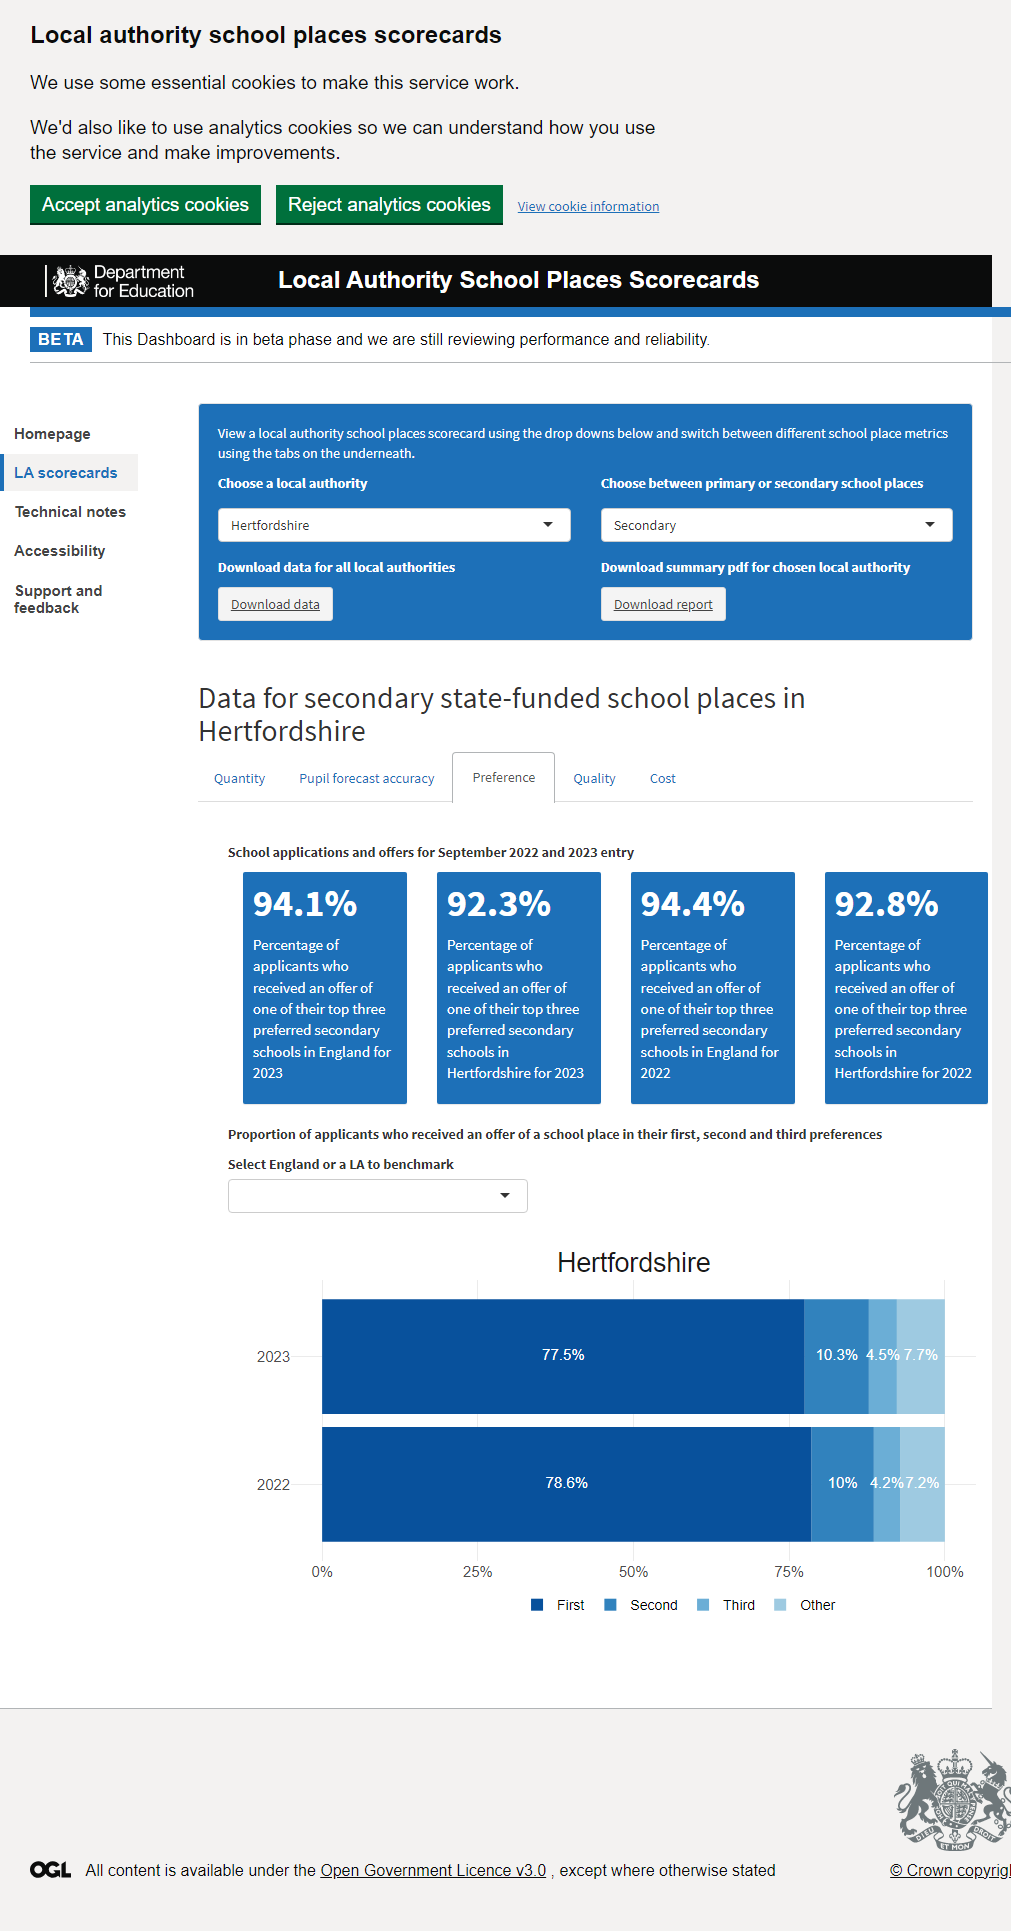 Local authority school places scorecards
We use some essential cookies to make this service work.
We'd also like to use analytics cookies so we can understand how you use
the service and make improvements.
Accept analytics cookies
Reject analytics cookies
View cookie information
Department
for Education
Local Authority School Places Scorecards
BETA
This Dashboard is in beta phase and we are still reviewing performance and reliability.
Homepage
LA scorecards
Technical notes
Accessibility
Support and
feedback
View a local authority school places scorecard using the drop downs below and switch between different school place metrics
using the tabs on the underneath.
Choose a local authority
Hertfordshire
Choose between primary or secondary school places
Secondary
Download data for all local authorities
Download data
Download summary pdf for chosen local authority
Download report
Data for secondary state-funded school places in
Hertfordshire
Quantity
Pupil forecast accuracy
Preference
Quality
Cost
School applications and offers for September 2022 and 2023 entry
94.1%
Percentage of
applicants who
received an offer of
one of their top three
preferred secondary
schools in England for
2023
92.3%
Percentage of
applicants who
received an offer of
one of their top three
preferred secondary
schools in
Hertfordshire for 2023
94.4%
Percentage of
applicants who
received an offer of
one of their top three
preferred secondary
schools in England for
2022
92.8%
Percentage of
applicants who
received an offer of
one of their top three
preferred secondary
schools in
Hertfordshire for 2022
Proportion of applicants who received an offer of a school place in their first, second and third preferences
Select England or a LA to benchmark
Hertfordshire
2023
77.5%
10.3%
4.5%
7.7%
2022
78.6%
10%
4.2%
7.2%
0%
25%
50%
75%
100%
First
Second
Third
Other
DIEU ET MON DROIT
OGL
All content is available under the Open Government Licence v3.0 , except where otherwise stated
© Crown copyrig